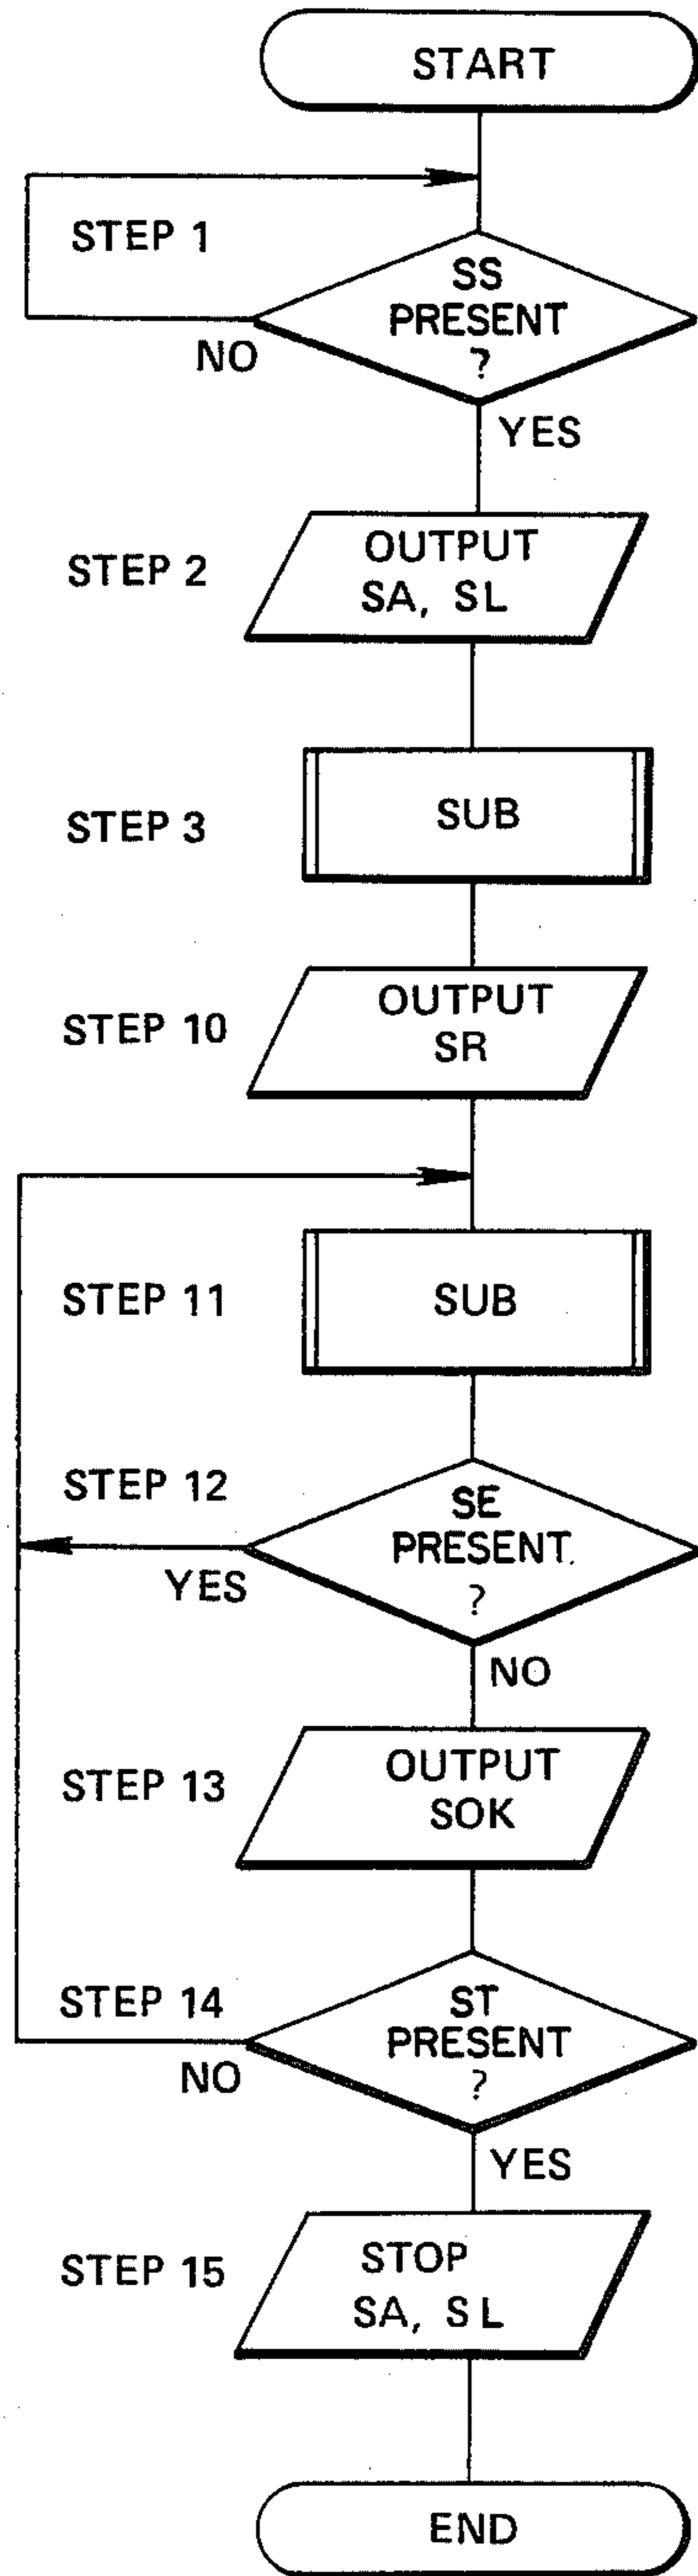 START
STEP 1
SS
PRESENT
?
NO
YES
STEP 2
OUTPUT
SA, SL
STEP 3
SUB
STEP 10
OUTPUT
SR
STEP 11
SUB
STEP 12
SE
PRESENT
?
YES
NO
STEP 13
OUTPUT
SOK
STEP 14
ST
PRESENT
?
NO
YES
STEP 15
STOP
SA, SL
END